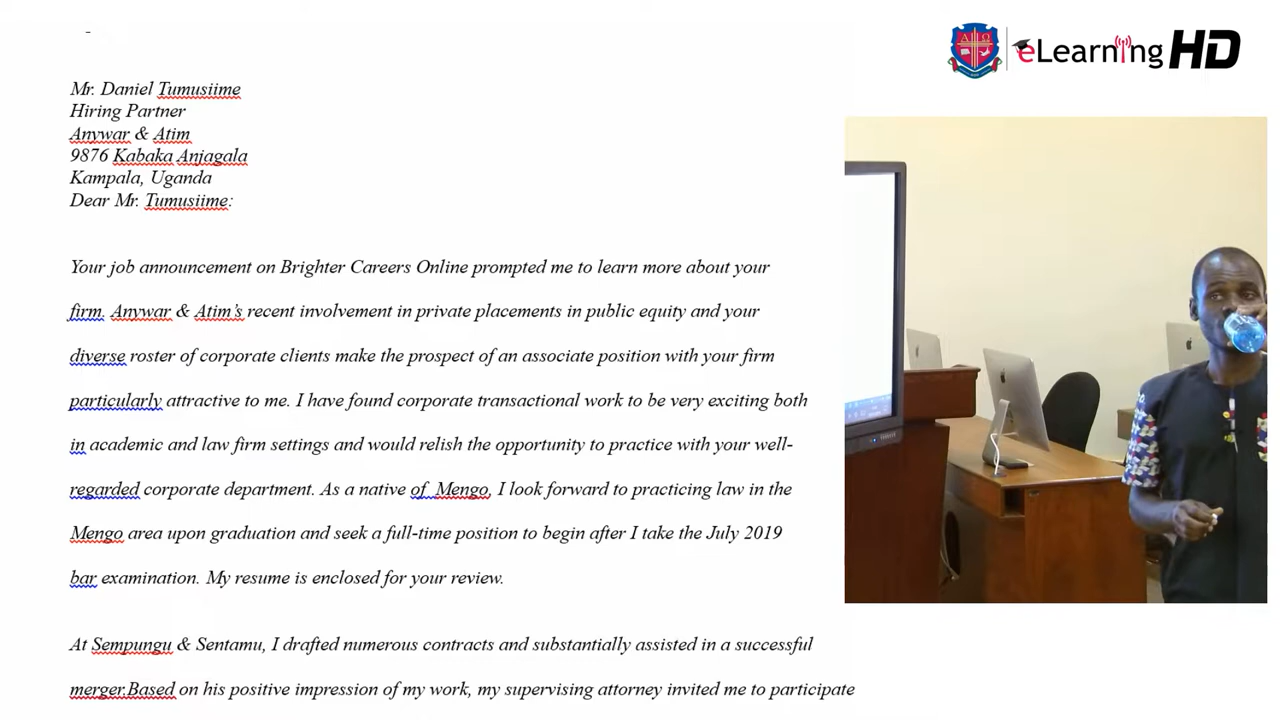 eLearning HD
Mr. Daniel Tumusiime
Hiring Partner
Anywar & Atim
9876 Kabaka Anjagala
Kampala, Uganda
Dear Mr. Tumusiime:
Your job announcement on Brighter Careers Online prompted me to learn more about your
firm. Anywar & Atim’s recent involvement in private placements in public equity and your
diverse roster of corporate clients make the prospect of an associate position with your firm
particularly attractive to me. I have found corporate transactional work to be very exciting both
in academic and law firm settings and would relish the opportunity to practice with your well-
regarded corporate department. As a native of Mengo, I look forward to practicing law in the
Mengo area upon graduation and seek a full-time position to begin after I take the July 2019
bar examination. My resume is enclosed for your review.
At Sempungu & Sentamu, I drafted numerous contracts and substantially assisted in a successful
merger.Based on his positive impression of my work, my supervising attorney invited me to participate